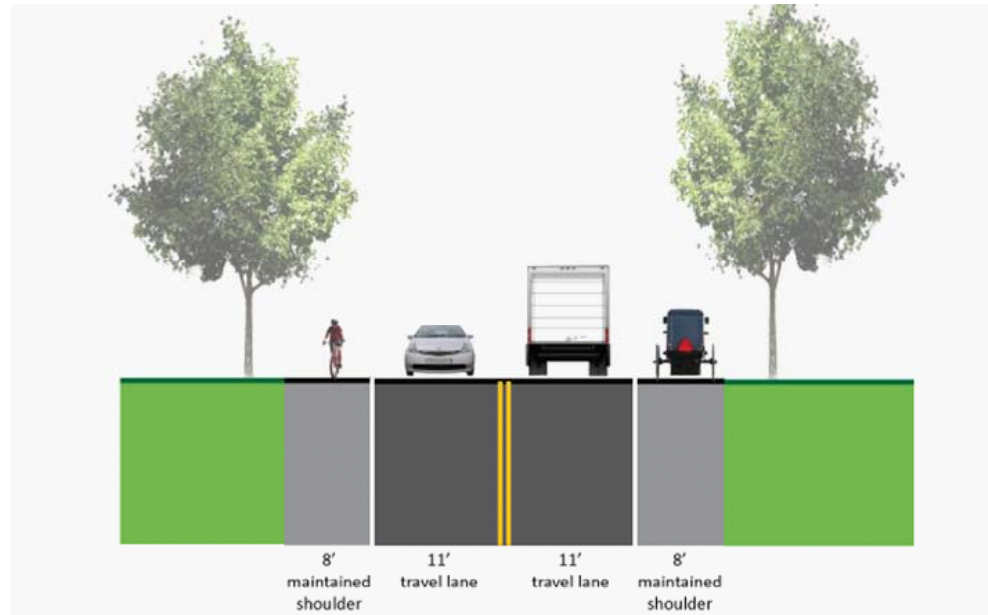 8′
maintained
shoulder
11′
travel lane
11′
travel lane
8′
maintained
shoulder